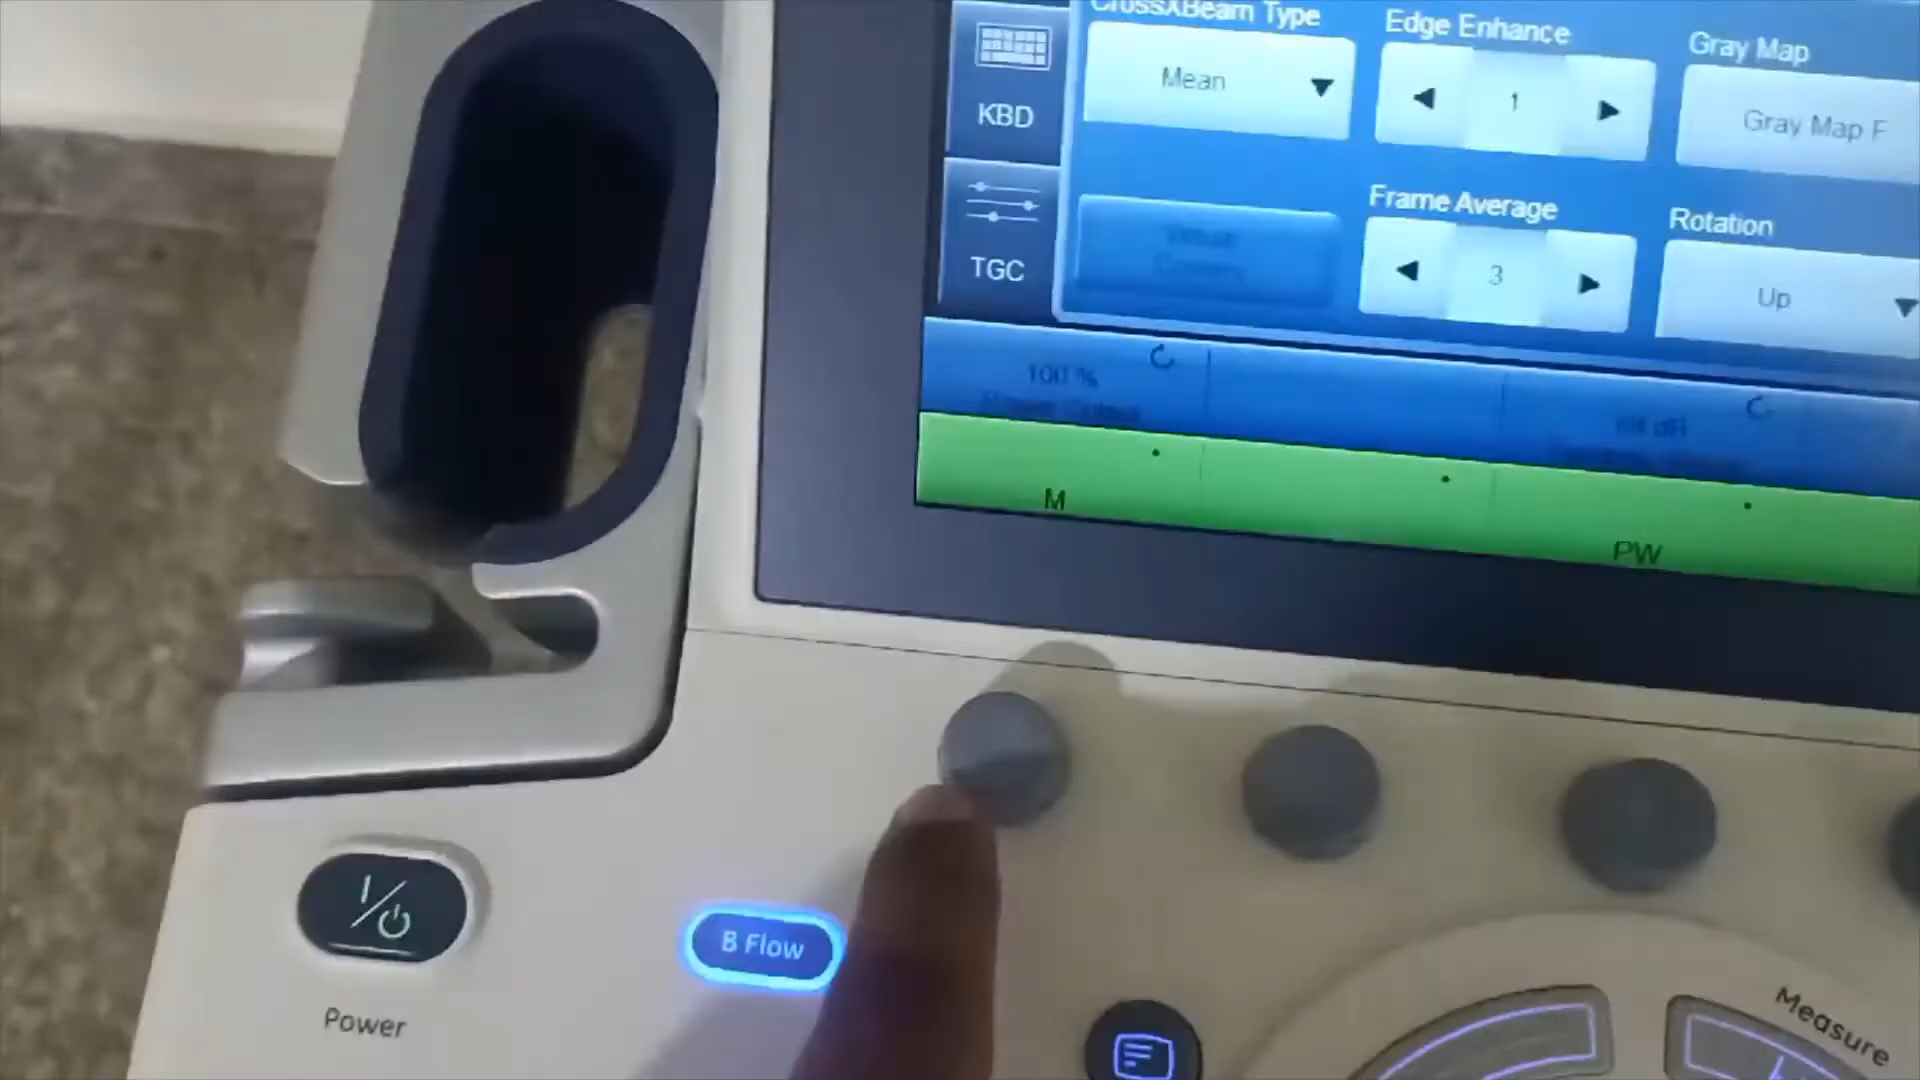 CrossXBeam Type
Edge Enhance
Gray Map
KBD
Mean
1
Gray Map F
Frame Average
Rotation
TGC
3
Up
100 %
M
PW
B Flow
Power
Measure